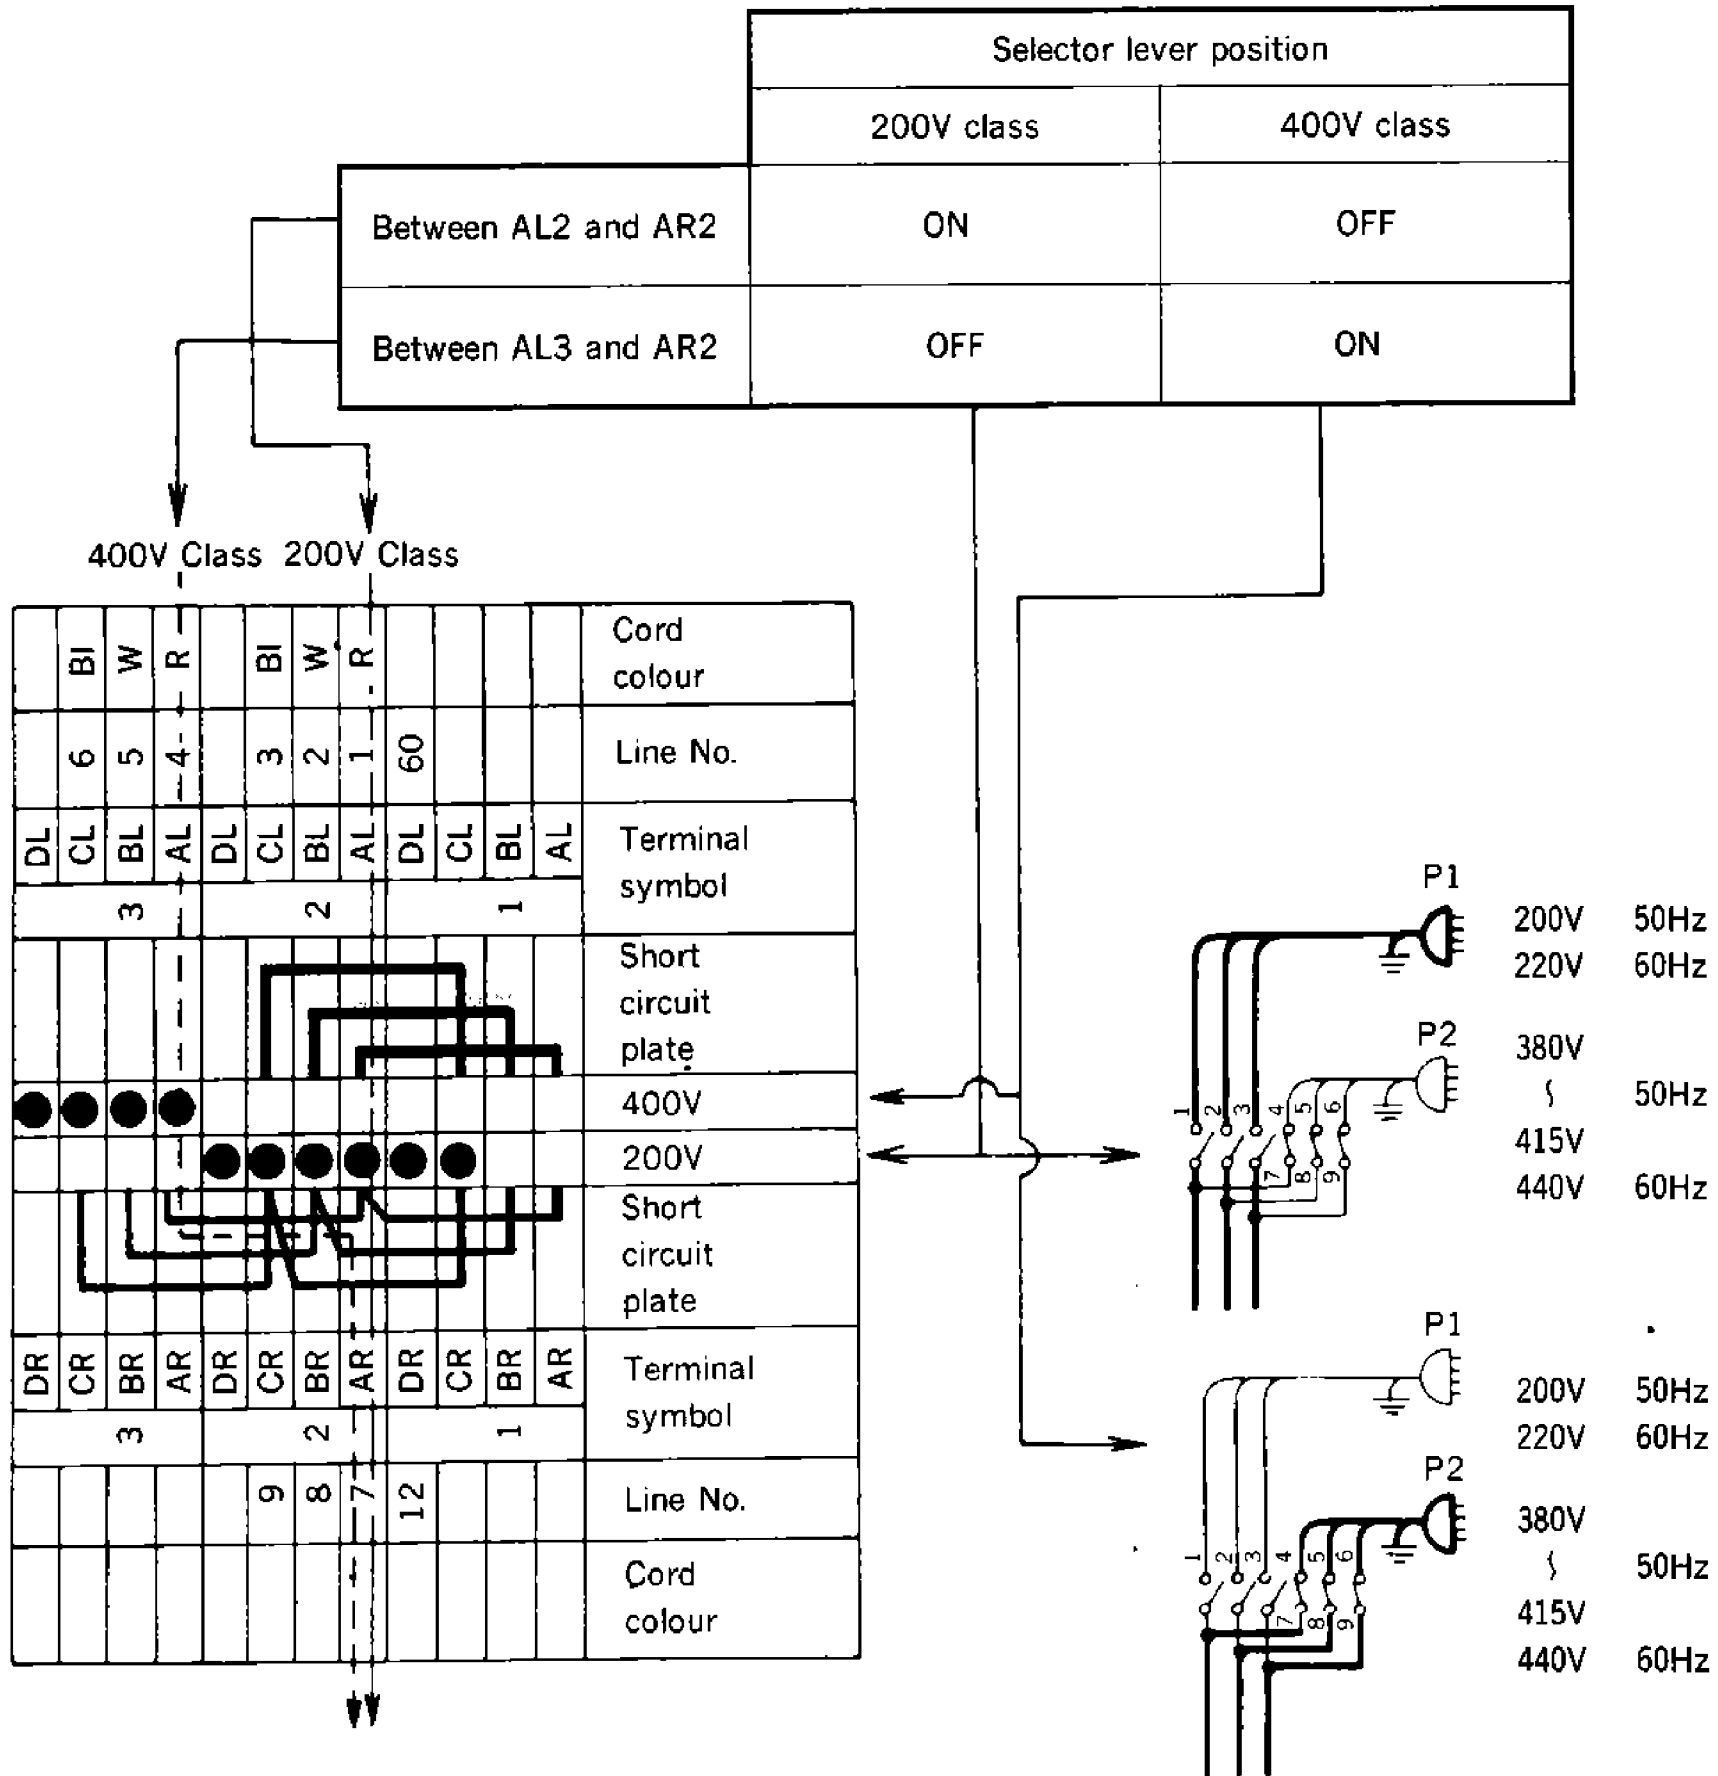 Selector lever position
200V class 400V class
Between AL2 and AR2 ON OFF
Between AL3 and AR2 OFF ON
400V Class 200V Class
BI W R BI W R
Cord
colour
6 5 4 3 2 1 60
Line No.
DL CL BL AL DL CL BL AL DL CL BL AL
Terminal
symbol
3 2 1
Short
circuit
plate
400V
200V
Short
circuit
plate
DR CR BR AR DR CR BR AR DR CR BR AR
Terminal
symbol
3 2 1
9 8 7 12
Line No.
Cord
colour
P1
200V 50Hz
220V 60Hz
P2
380V
~ 50Hz
415V
440V 60Hz
1 2 3 4 5 6
7 8 9
P1
200V 50Hz
220V 60Hz
P2
380V
~ 50Hz
415V
440V 60Hz
1 2 3 4 5 6
7 8 9